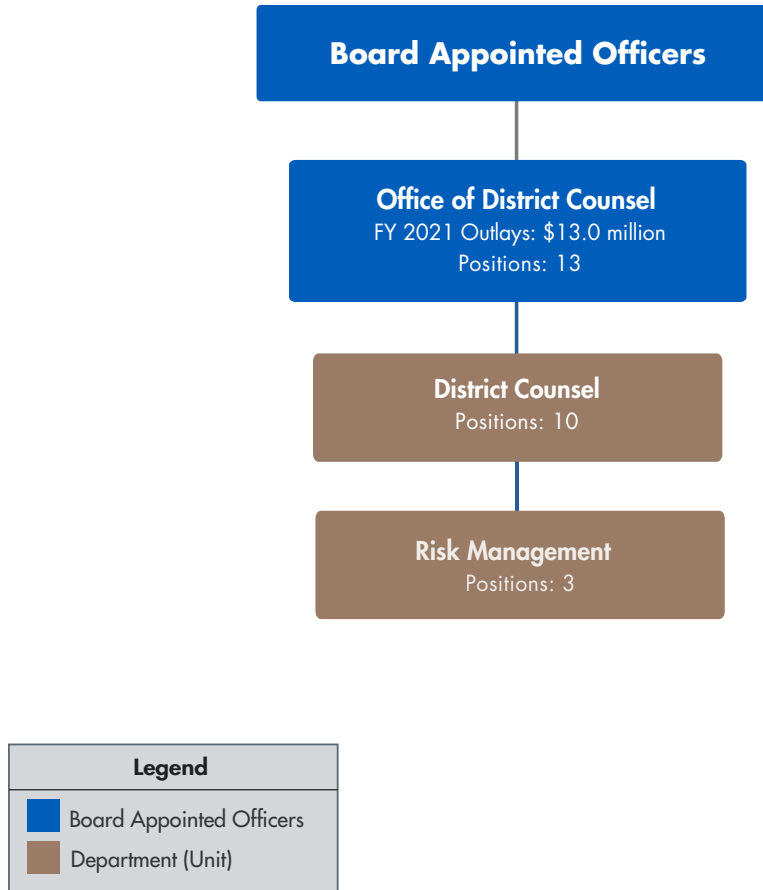 Board Appointed Officers
Office of District Counsel
FY 2021 Outlays: $13.0 million
Positions: 13
District Counsel
Positions: 10
Risk Management
Positions: 3
Legend
Board Appointed Officers
Department (Unit)